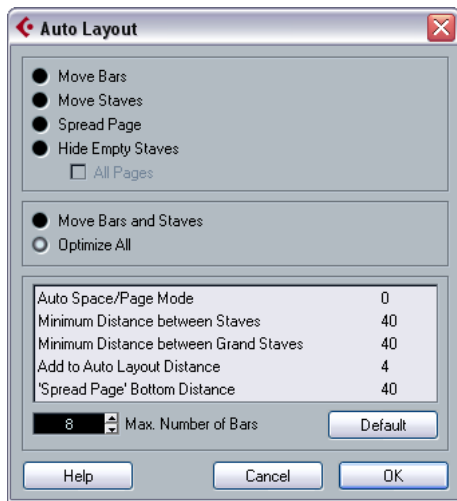 Auto Layout
Move Bars
Move Staves
Spread Page
Hide Empty Staves
All Pages
Move Bars and Staves
Optimize All
Auto Space/Page Mode 0
Minimum Distance between Staves 40
Minimum Distance between Grand Staves 40
Add to Auto Layout Distance 4
'Spread Page' Bottom Distance 40
8 Max. Number of Bars Default
Help Cancel OK